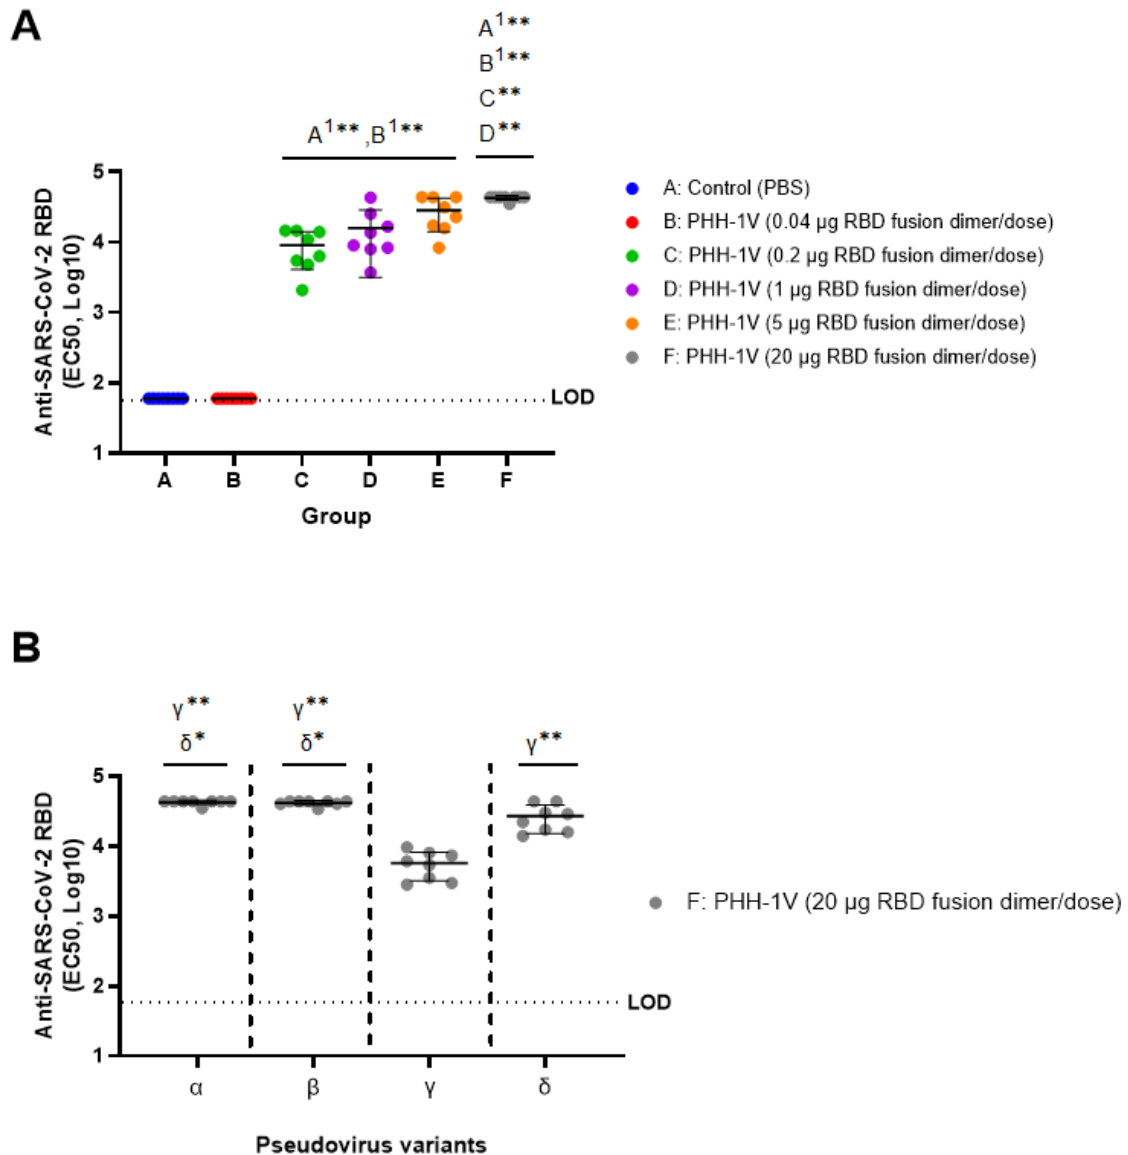 A
A¹**
B¹**
C**
D**
A¹**,B¹**
Anti-SARS-CoV-2 RBD
(EC50, Log10)
5
4
3
2
1
LOD
A B C D E F
Group
A: Control (PBS)
B: PHH-1V (0.04 µg RBD fusion dimer/dose)
C: PHH-1V (0.2 µg RBD fusion dimer/dose)
D: PHH-1V (1 µg RBD fusion dimer/dose)
E: PHH-1V (5 µg RBD fusion dimer/dose)
F: PHH-1V (20 µg RBD fusion dimer/dose)
B
γ** γ**
δ* δ* γ**
Anti-SARS-CoV-2 RBD
(EC50, Log10)
5
4
3
2
1
LOD
α β γ δ
Pseudovirus variants
F: PHH-1V (20 µg RBD fusion dimer/dose)